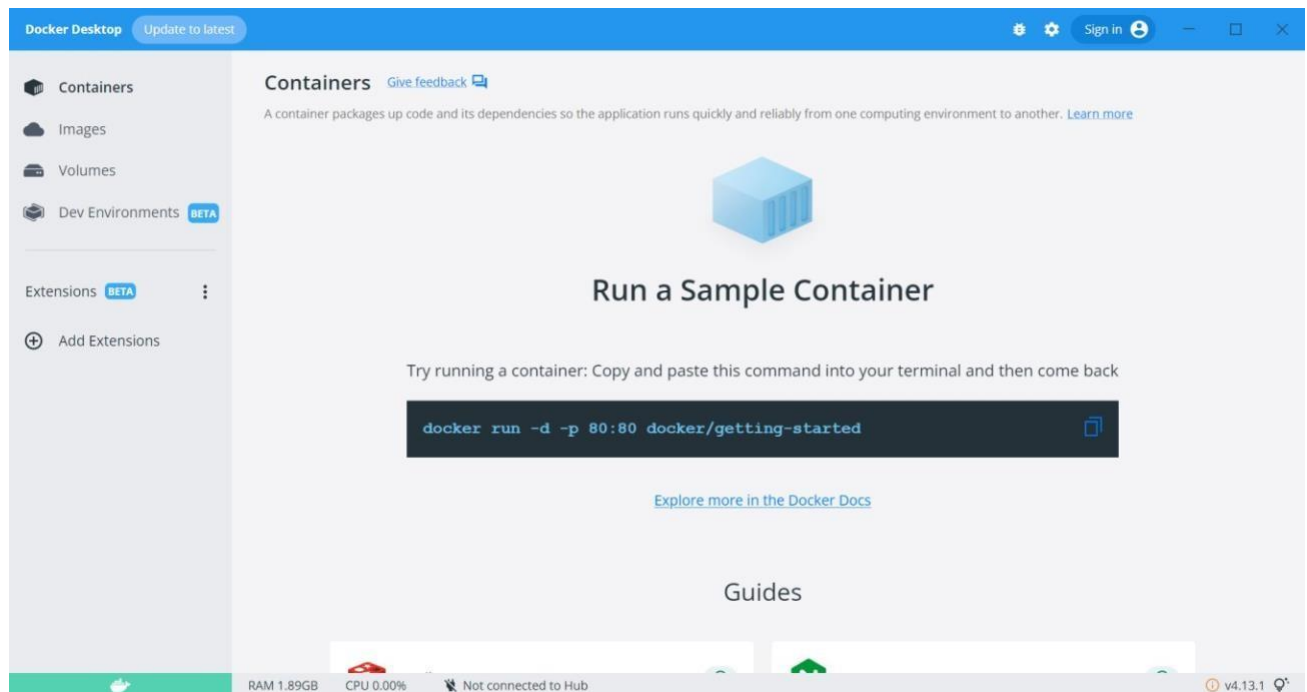 Docker Desktop Update to latest Sign in
Containers
Images
Volumes
Dev Environments BETA
Extensions BETA
Add Extensions
Containers Give feedback
A container packages up code and its dependencies so the application runs quickly and reliably from one computing environment to another. Learn more
Run a Sample Container
Try running a container: Copy and paste this command into your terminal and then come back
docker run -d -p 80:80 docker/getting-started
Explore more in the Docker Docs
Guides
RAM 1.89GB CPU 0.00% Not connected to Hub v4.13.1